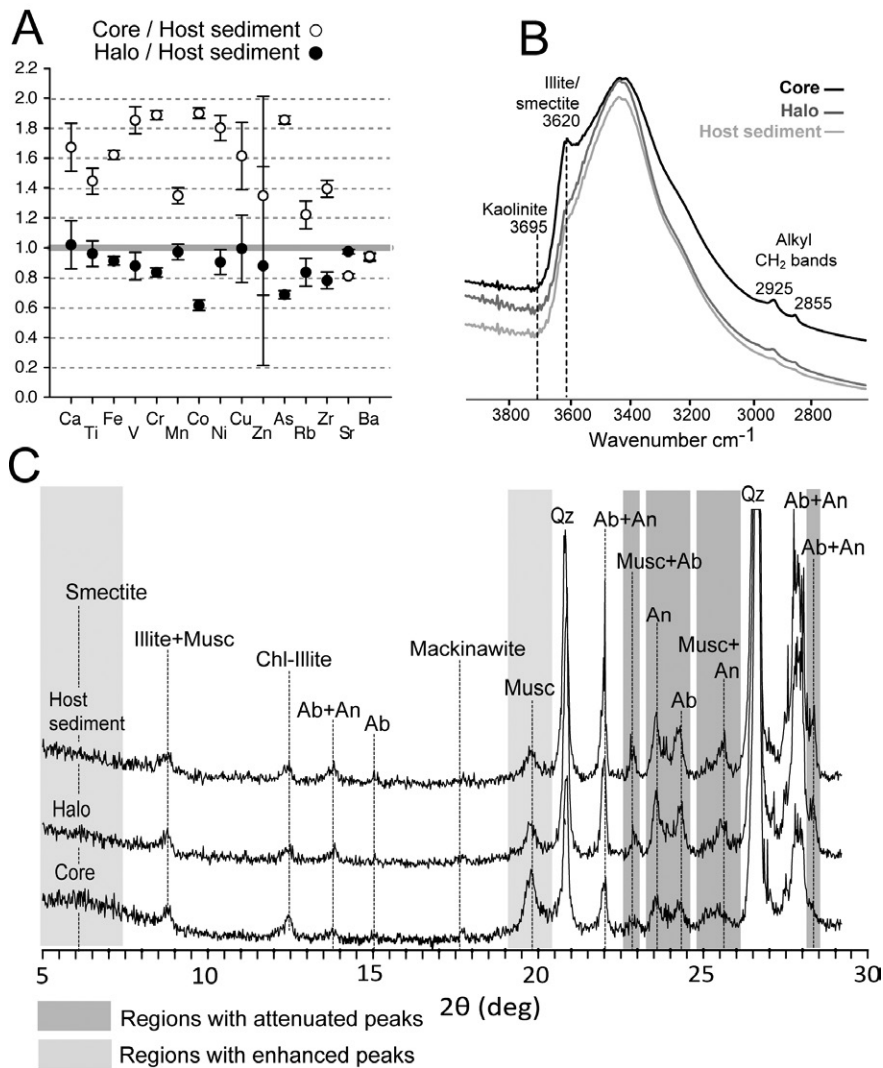 A
Core / Host sediment
Halo / Host sediment
2.2
2.0
1.8
1.6
1.4
1.2
1.0
0.8
0.6
0.4
0.2
0.0
Ca Fe Cr Co Cu As Zr Ba
Ti V Mn Ni Zn Rb Sr
B
Illite/
smectite
3620
Core
Halo
Host sediment
Kaolinite
3695
Alkyl
CH2 bands
2925
2855
3800 3600 3400 3200 3000 2800
Wavenumber cm-1
C
Smectite
Illite+Musc
Chl-Illite
Ab+An
Ab
Mackinawite
Musc
Qz
Ab+An
Musc+Ab
An
Ab
Musc+
An
Qz
Ab+An
Ab+An
Host
sediment
Halo
Core
5 10 15 20 25 30
2θ (deg)
Regions with attenuated peaks
Regions with enhanced peaks